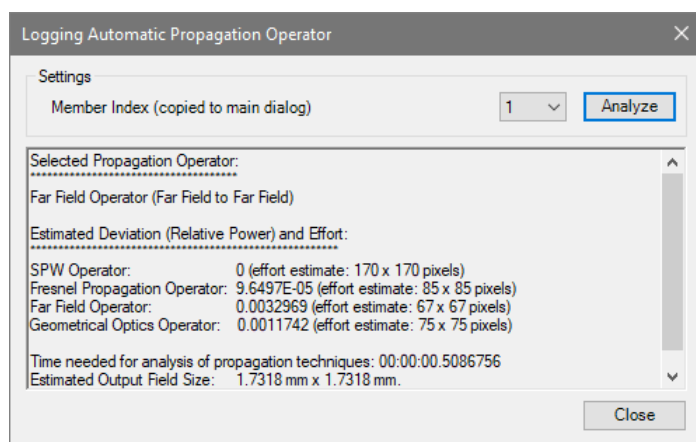 Logging Automatic Propagation Operator
Settings
Member Index (copied to main dialog) 1 Analyze
Selected Propagation Operator:
**************************************
Far Field Operator (Far Field to Far Field)
Estimated Deviation (Relative Power) and Effort:
********************************************************
SPW Operator: 0 (effort estimate: 170 x 170 pixels)
Fresnel Propagation Operator: 9.6497E-05 (effort estimate: 85 x 85 pixels)
Far Field Operator: 0.0032969 (effort estimate: 67 x 67 pixels)
Geometrical Optics Operator: 0.0011742 (effort estimate: 75 x 75 pixels)
Time needed for analysis of propagation techniques: 00:00:00.5086756
Estimated Output Field Size: 1.7318 mm x 1.7318 mm.
Close